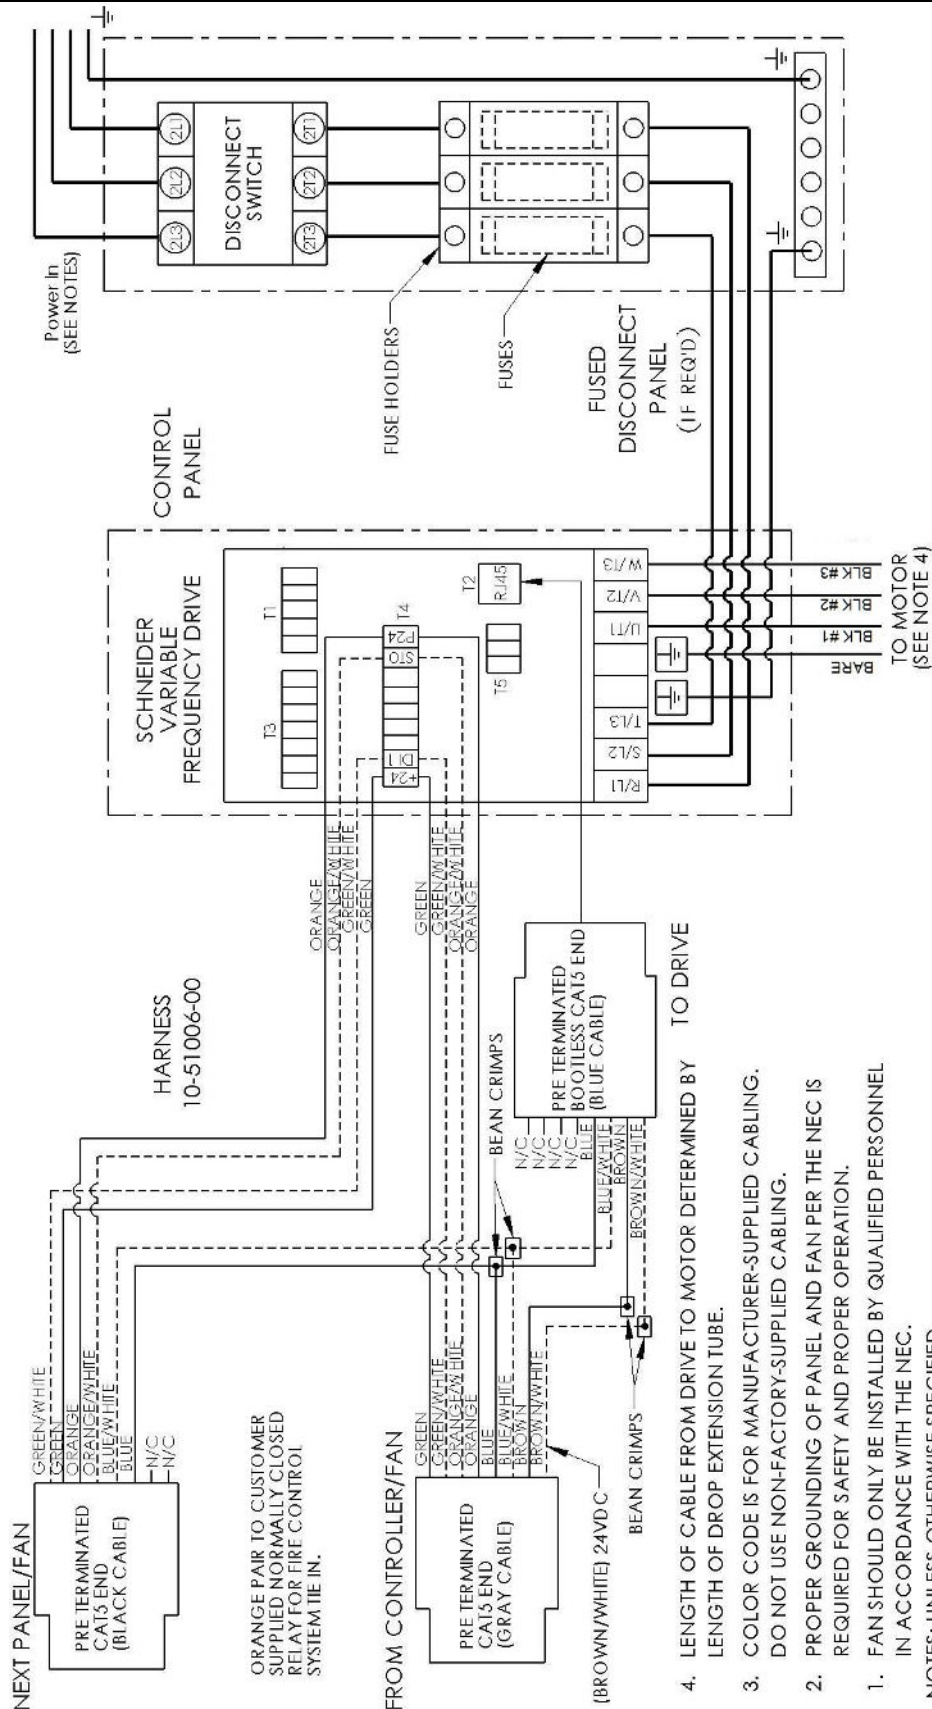 NEXT PANEL/FAN
PRE TERMINATED
CAT5 END
(BLACK CABLE)
GREEN/WHITE
GREEN
ORANGE
ORANGE/WHITE
BLUE/WHITE
BLUE
N/C
N/C
HARNESS
10-51006-00
ORANGE
ORANGE/WHITE
GREEN/WHITE
GREEN
GREEN
GREEN/WHITE
ORANGE/WHITE
ORANGE
ORANGE PAIR TO CUSTOMER
SUPPLIED NORMALLY CLOSED
RELAY FOR FIRE CONTROL
SYSTEM TIE IN.
FROM CONTROLLER/FAN
PRE TERMINATED
CAT5 END
(GRAY CABLE)
GREEN
GREEN/WHITE
ORANGE/WHITE
ORANGE
BLUE
BLUE/WHITE
BROWN
BROWN/WHITE
(BROWN/WHITE) 24VDC
BEAN CRIMPS
BEAN CRIMPS
N/C
N/C
N/C
N/C
BLUE
BLUE/WHITE
BROWN
BROWN/WHITE
PRE TERMINATED
BOOTLESS CAT5 END
(BLUE CABLE)
TO DRIVE
CONTROL
PANEL
SCHNEIDER
VARIABLE
FREQUENCY DRIVE
T3
T1
T4
+24
DI1
STO
P24
T5
T2
RJ45
R/L1
S/L2
T/L3
U/T1
V/T2
W/T3
BARE
BLK #1
BLK #2
BLK #3
TO MOTOR
(SEE NOTE 4)
Power In
(SEE NOTES)
2L3
2L2
2L1
DISCONNECT
SWITCH
2T3
2T2
2T1
FUSE HOLDERS
FUSES
FUSED
DISCONNECT
PANEL
(IF REQ'D)
4. LENGTH OF CABLE FROM DRIVE TO MOTOR DETERMINED BY
LENGTH OF DROP EXTENSION TUBE.
3. COLOR CODE IS FOR MANUFACTURER-SUPPLIED CABLING.
DO NOT USE NON-FACTORY-SUPPLIED CABLING.
2. PROPER GROUNDING OF PANEL AND FAN PER THE NEC IS
REQUIRED FOR SAFETY AND PROPER OPERATION.
1. FAN SHOULD ONLY BE INSTALLED BY QUALIFIED PERSONNEL
IN ACCORDANCE WITH THE NEC.
NOTES: UNLESS OTHERWISE SPECIFIED